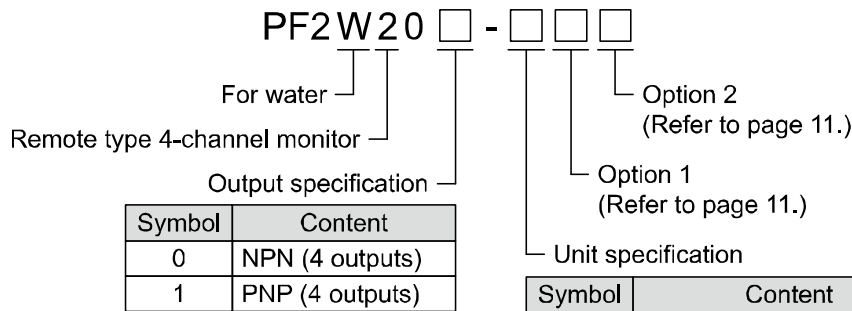 PF2W20 □ - □ □ □
For water
Option 2
(Refer to page 11.)
Remote type 4-channel monitor
Option 1
(Refer to page 11.)
Output specification
Symbol Content
0 NPN (4 outputs)
1 PNP (4 outputs)
Unit specification
Symbol Content